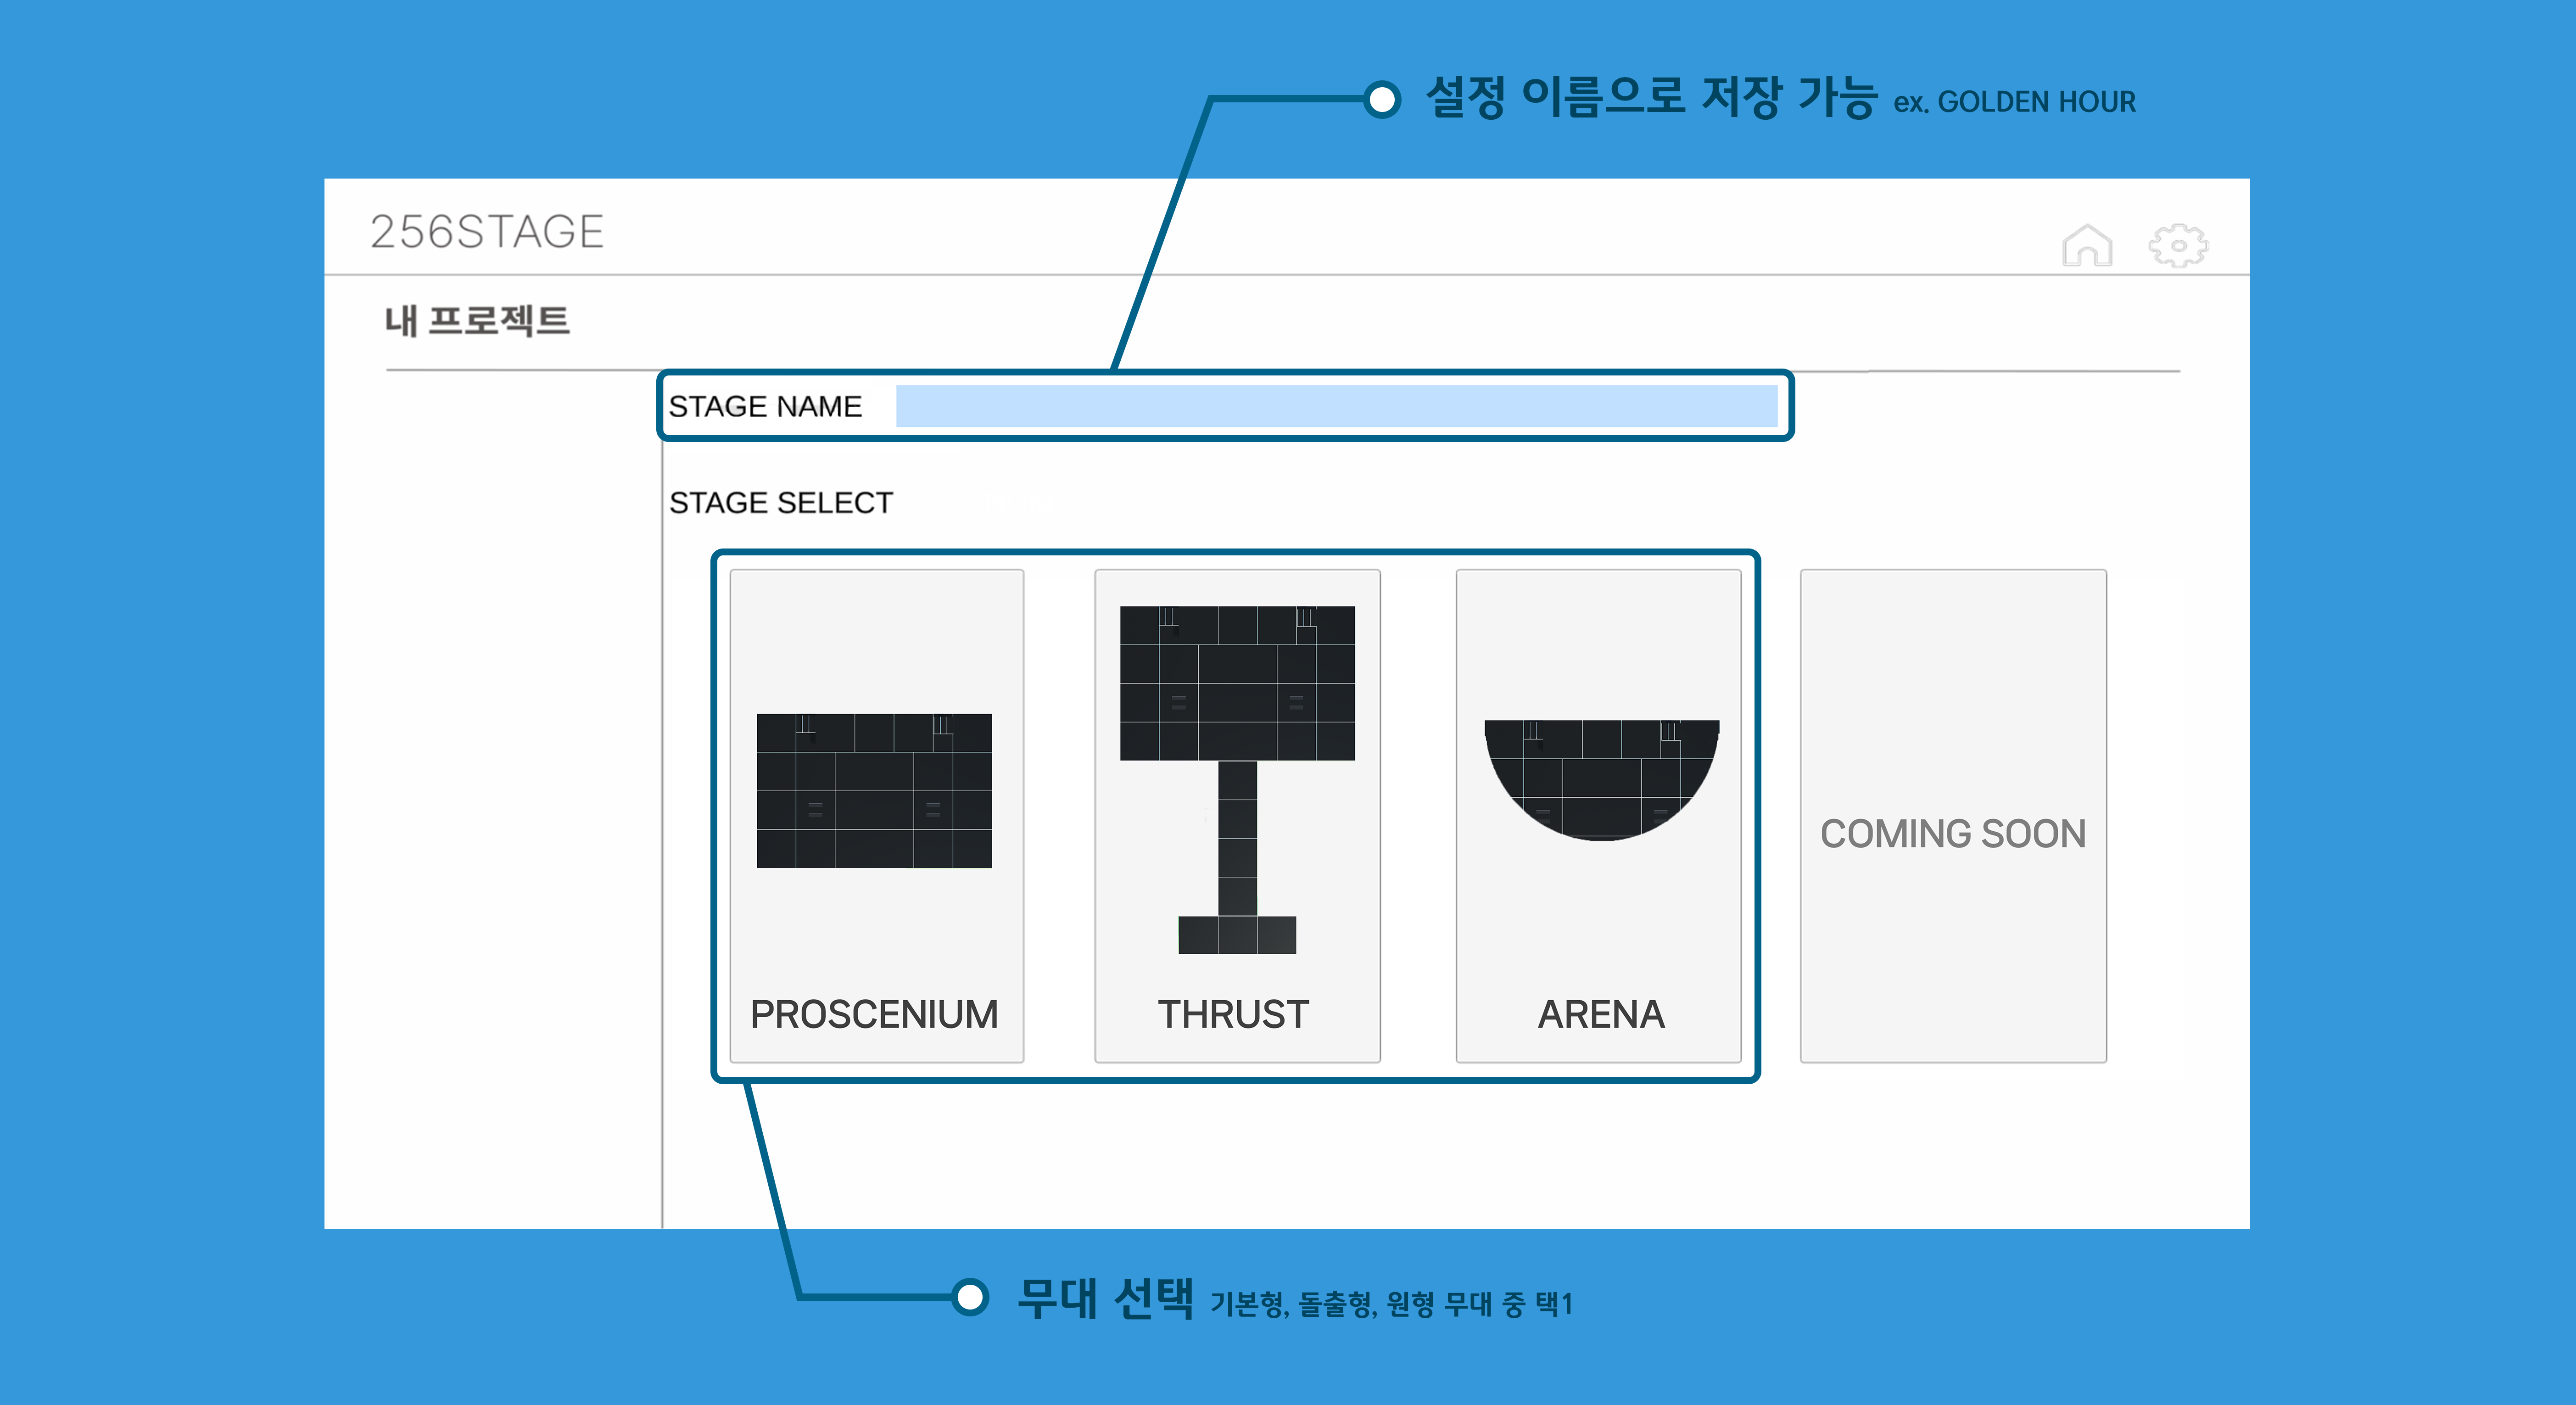 설정 이름으로 저장 가능 ex. GOLDEN HOUR
256STAGE
내 프로젝트
STAGE NAME
STAGE SELECT
COMING SOON
PROSCENIUM
THRUST
ARENA
무대 선택 기본형, 돌출형, 원형 무대 중 택1